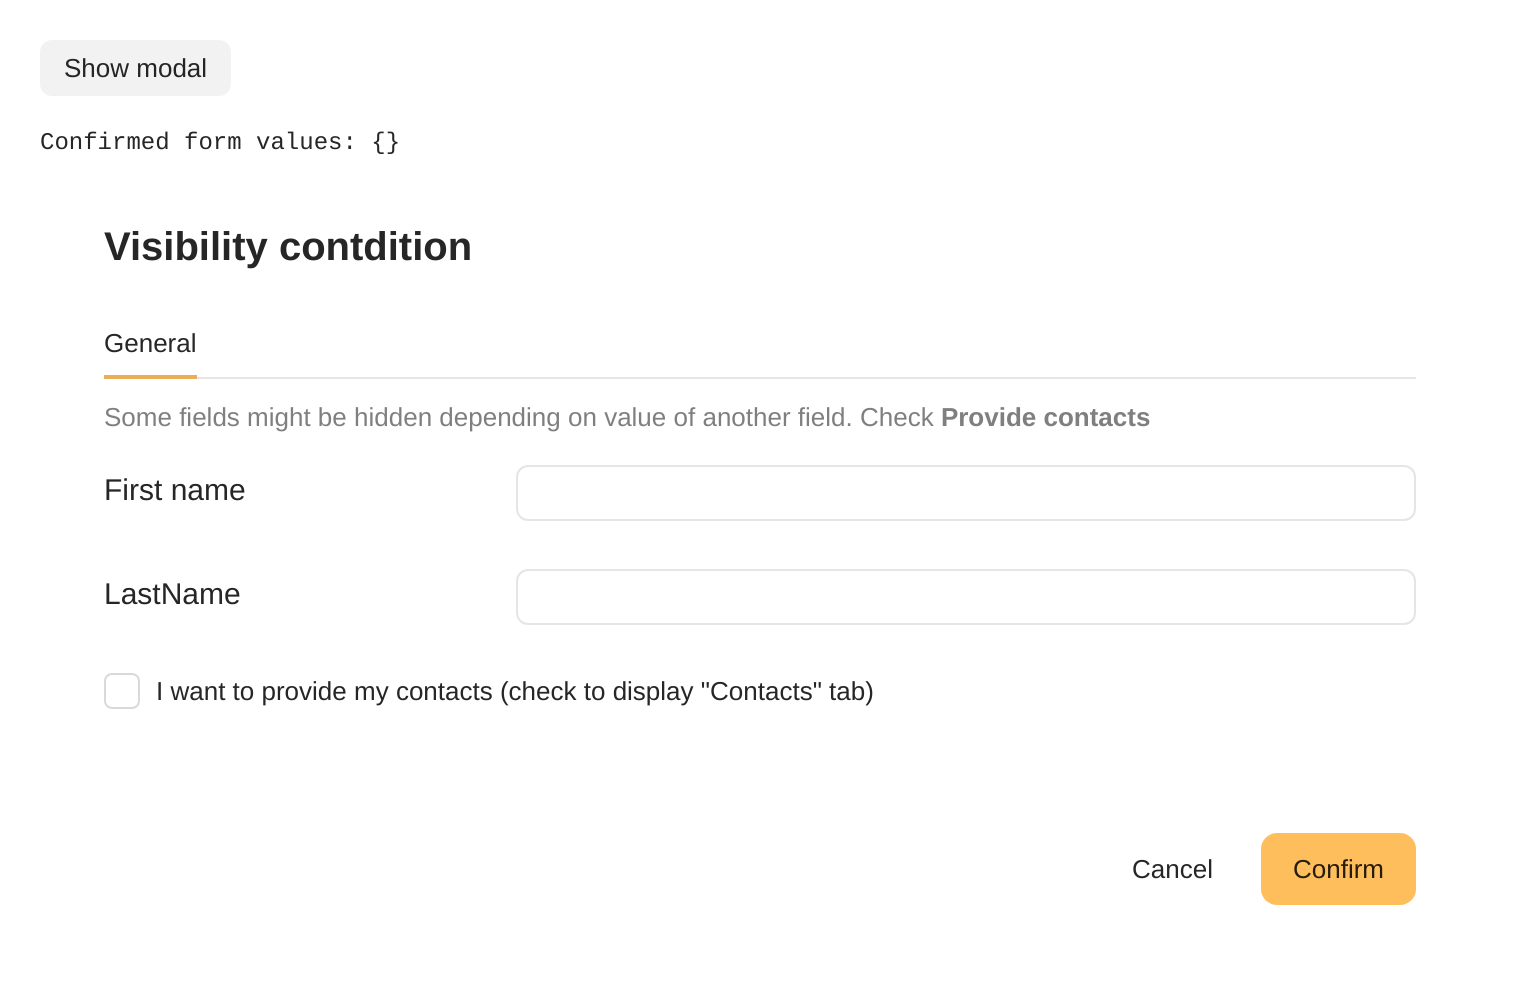 Show modal
Confirmed form values: {}
Visibility contdition
General
Some fields might be hidden depending on value of another field. Check Provide contacts
First name
LastName
I want to provide my contacts (check to display "Contacts" tab)
Cancel
Confirm